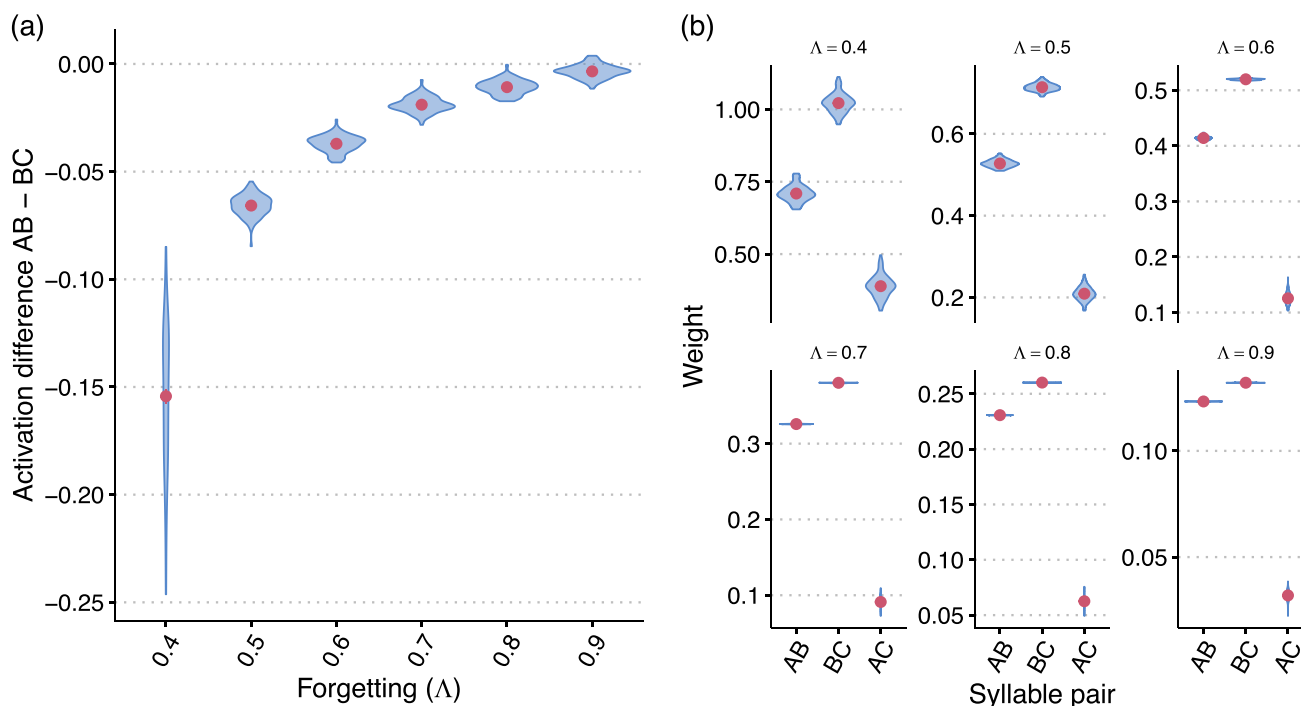 (a)
Activation difference AB − BC
0.00
−0.05
−0.10
−0.15
−0.20
−0.25
0.4
0.5
0.6
0.7
0.8
0.9
Forgetting (Λ)
(b)
Weight
Λ = 0.4
1.00
0.75
0.50
Λ = 0.5
0.6
0.4
0.2
Λ = 0.6
0.5
0.4
0.3
0.2
0.1
Λ = 0.7
0.3
0.2
0.1
AB
BC
AC
Λ = 0.8
0.25
0.20
0.15
0.10
0.05
AB
BC
AC
Λ = 0.9
0.10
0.05
AB
BC
AC
Syllable pair